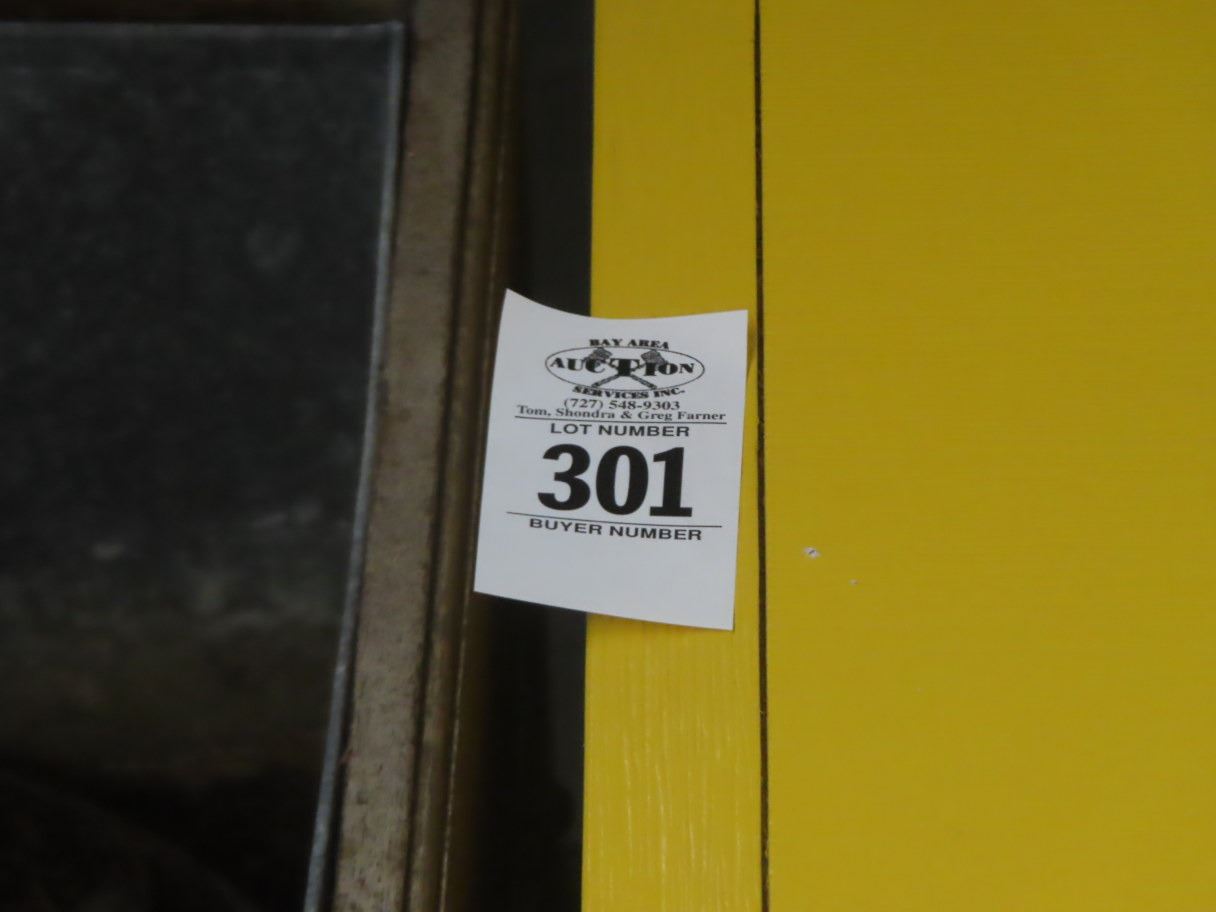 BAY AREA
AUCTION
SERVICES INC.
(727) 548-9303
Tom, Shondra & Greg Farner
LOT NUMBER
301
BUYER NUMBER